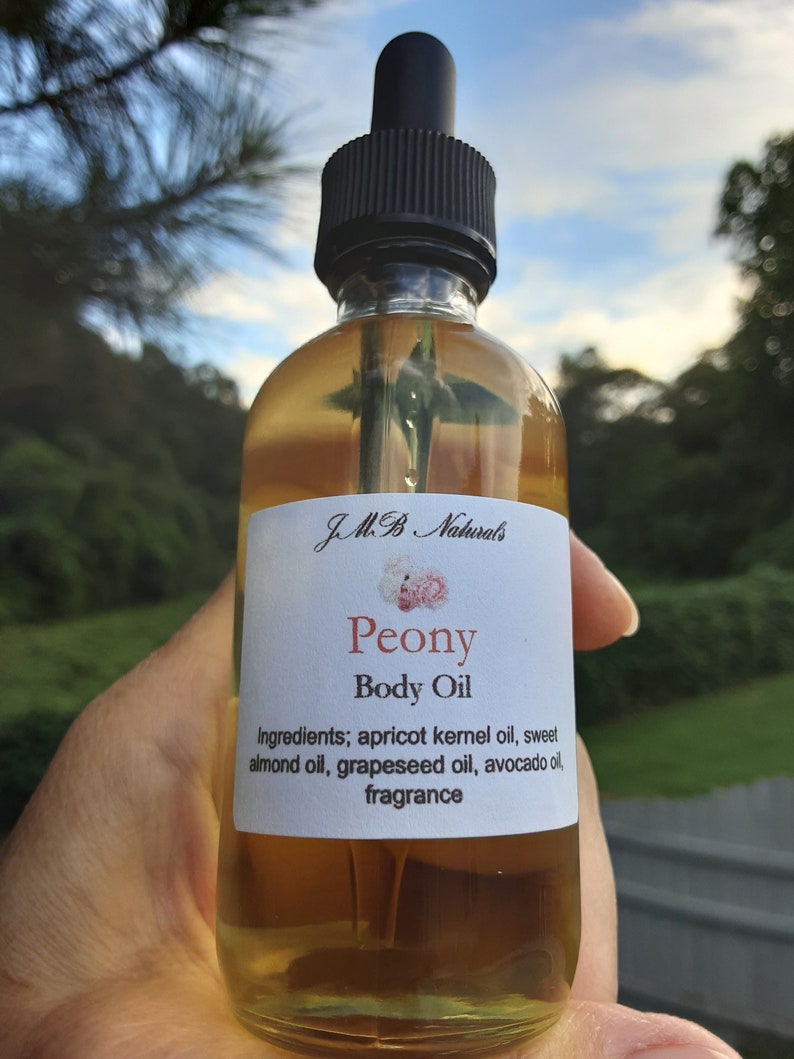 JMB Naturals
Peony
Body Oil
Ingredients; apricot kernel oil, sweet
almond oil, grapeseed oil, avocado oil,
fragrance